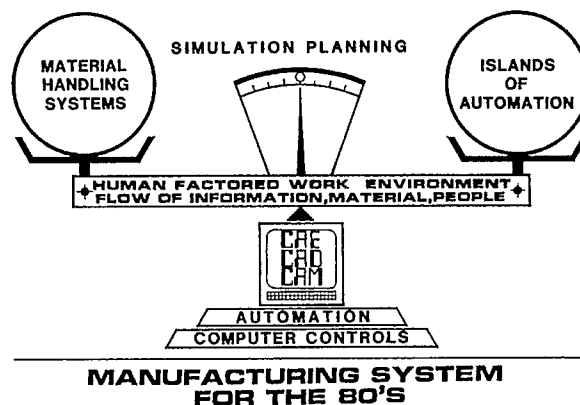 SIMULATION PLANNING
MATERIAL
HANDLING
SYSTEMS
ISLANDS
OF
AUTOMATION
HUMAN FACTORED WORK ENVIRONMENT
FLOW OF INFORMATION,MATERIAL,PEOPLE
CAE
CAD
CAM
AUTOMATION
COMPUTER CONTROLS
MANUFACTURING SYSTEM
FOR THE 80'S